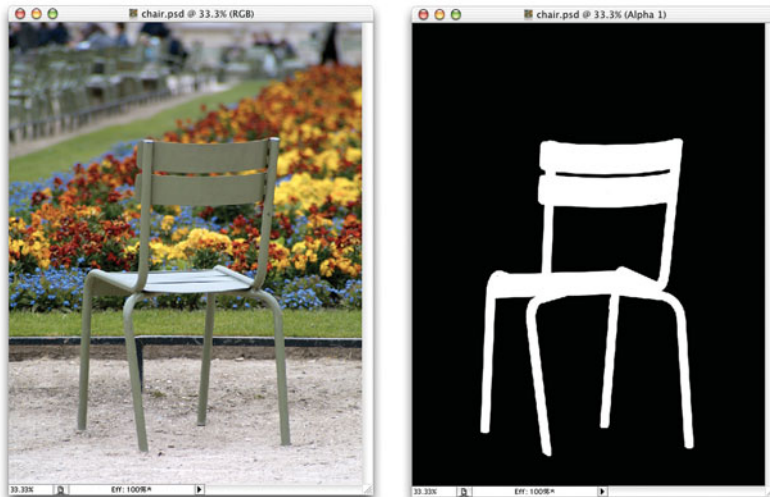 chair.psd @ 33.3% (RGB)
33.33%
Eff: 100%*
chair.psd @ 33.3% (Alpha 1)
33.33%
Eff: 100%*